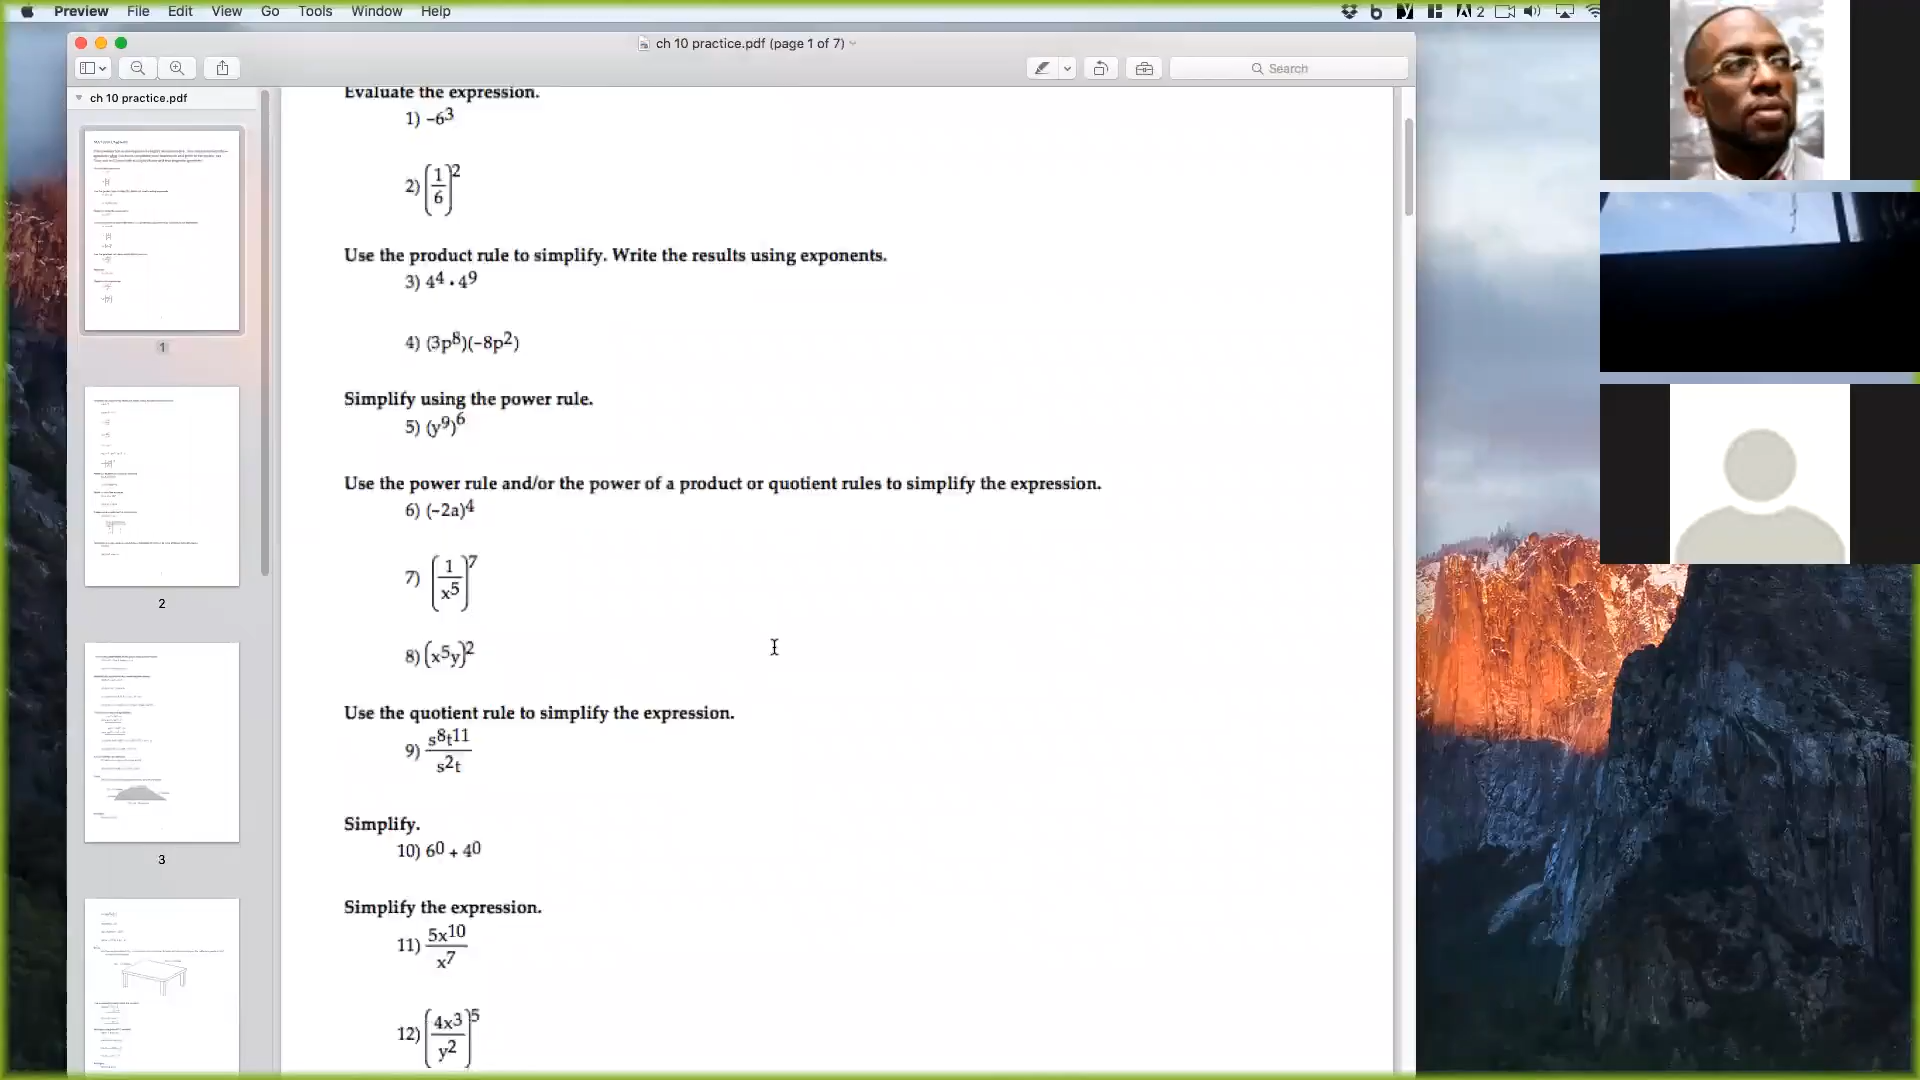 Preview File Edit View Go Tools Window Help
2
ch 10 practice.pdf (page 1 of 7)
Search
ch 10 practice.pdf
1
2
3
Evaluate the expression.
1) -6³
2) (1/6)²
Use the product rule to simplify. Write the results using exponents.
3) 4⁴ · 4⁹
4) (3p⁸)(-8p²)
Simplify using the power rule.
5) (y⁹)⁶
Use the power rule and/or the power of a product or quotient rules to simplify the expression.
6) (-2a)⁴
7) (1/x⁵)⁷
8) (x⁵y)²
Use the quotient rule to simplify the expression.
9) s⁸t¹¹/s²t
Simplify.
10) 6⁰ + 4⁰
Simplify the expression.
11) 5x¹⁰/x⁷
12) (4x³/y²)⁵